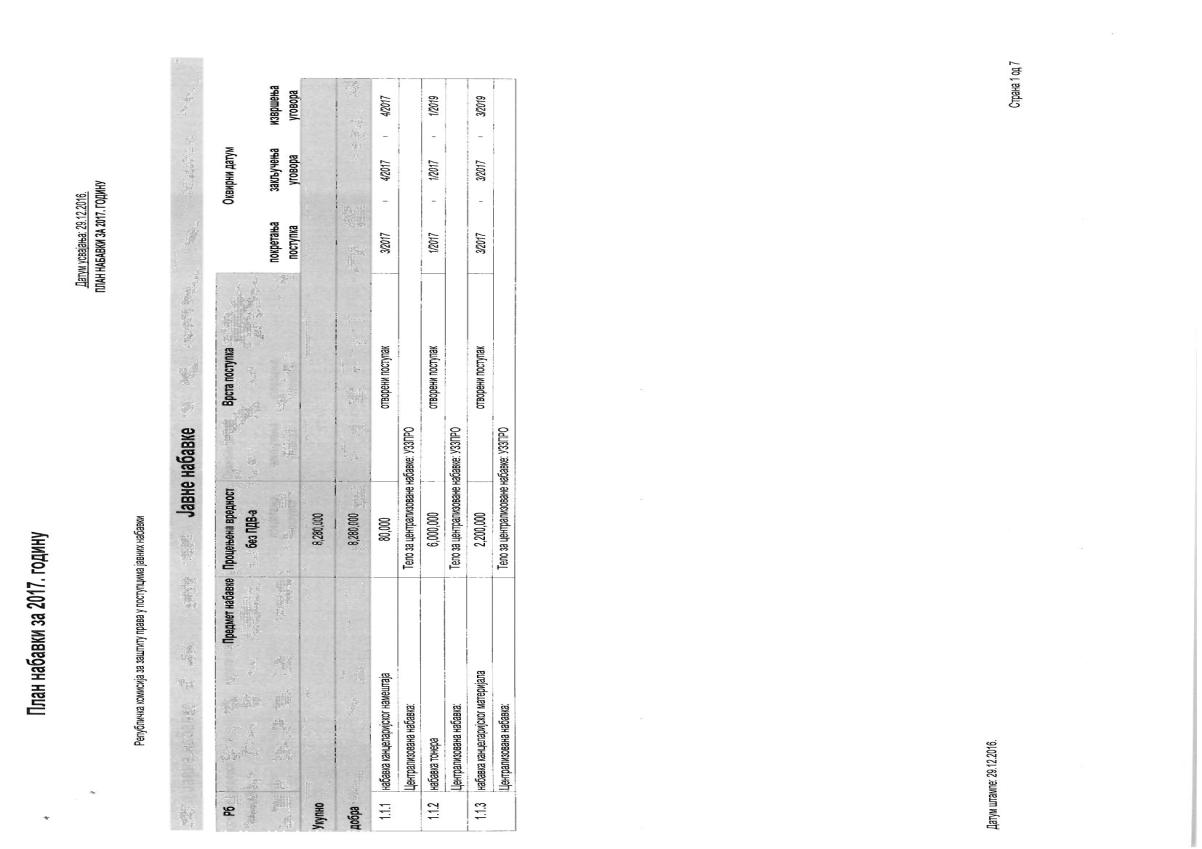 План набавки за 2017. годину
Датум усвајања: 29.12.2016.
ПЛАН НАБАВКИ ЗА 2017. ГОДИНУ
Републичка комисија за заштиту права у поступцима јавних набавки
Јавне набавке
Рб Предмет набавке Процењена вредност без ПДВ-а Врста поступка Оквирни датум
покретања поступка закључења уговора извршења уговора
Укупно 8,280,000
добра 8,280,000
1.1.1 набавка канцеларијског намештаја 80,000 отворени поступак 3/2017 4/2017 4/2017
Централизована набавка: Тело за централизоване набавке: УЗЗПРО
1.1.2 набавка тонера 6,000,000 отворени поступак 1/2017 1/2017 1/2019
Централизована набавка: Тело за централизоване набавке: УЗЗПРО
1.1.3 набавка канцеларијског материјала 2,200,000 отворени поступак 3/2017 3/2017 3/2019
Централизована набавка: Тело за централизоване набавке: УЗЗПРО
Датум штампе: 29.12.2016.
Страна 1 од 7